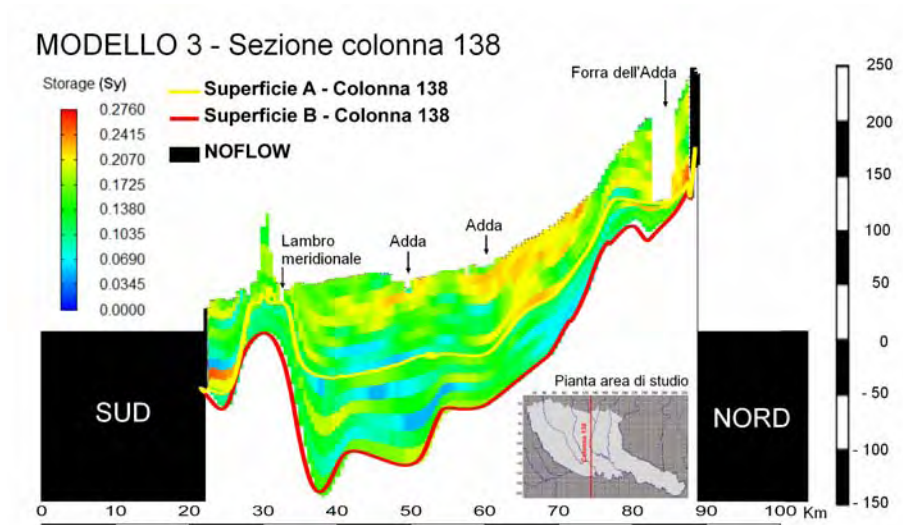 MODELLO 3 - Sezione colonna 138
Storage (Sy)
0.2760
0.2415
0.2070
0.1725
0.1380
0.1035
0.0690
0.0345
0.0000
Superficie A - Colonna 138
Superficie B - Colonna 138
NOFLOW
Forra dell'Adda
Lambro
meridionale
Adda
Adda
250
200
150
100
50
0
- 50
- 100
- 150
Pianta area di studio
Colonna 138
SUD
NORD
0 10 20 30 40 50 60 70 80 90 100 Km